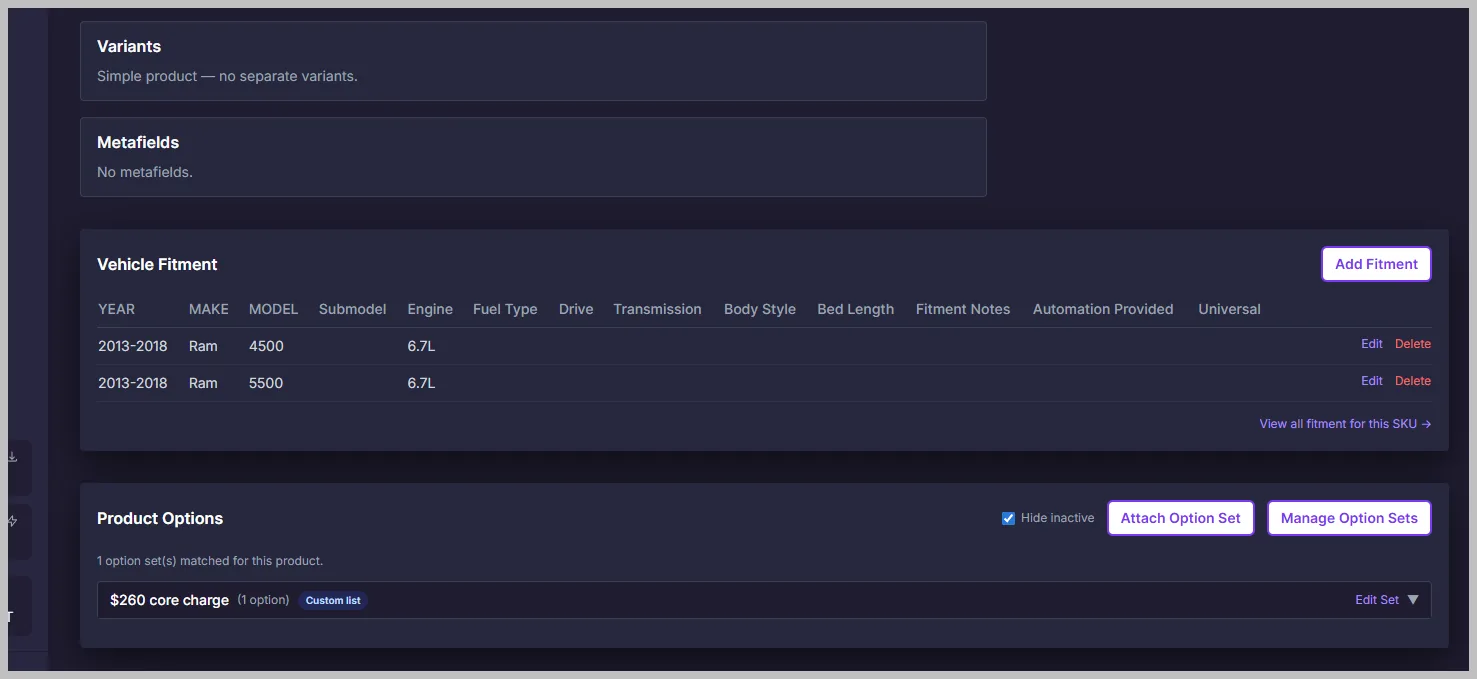 Variants
Simple product — no separate variants.
Metafields
No metafields.
Vehicle Fitment
Add Fitment
YEAR MAKE MODEL Submodel Engine Fuel Type Drive Transmission Body Style Bed Length Fitment Notes Automation Provided Universal
2013-2018 Ram 4500 6.7L Edit Delete
2013-2018 Ram 5500 6.7L Edit Delete
View all fitment for this SKU →
Product Options
Hide inactive
Attach Option Set
Manage Option Sets
1 option set(s) matched for this product.
$260 core charge (1 option) Custom list Edit Set ▼
T